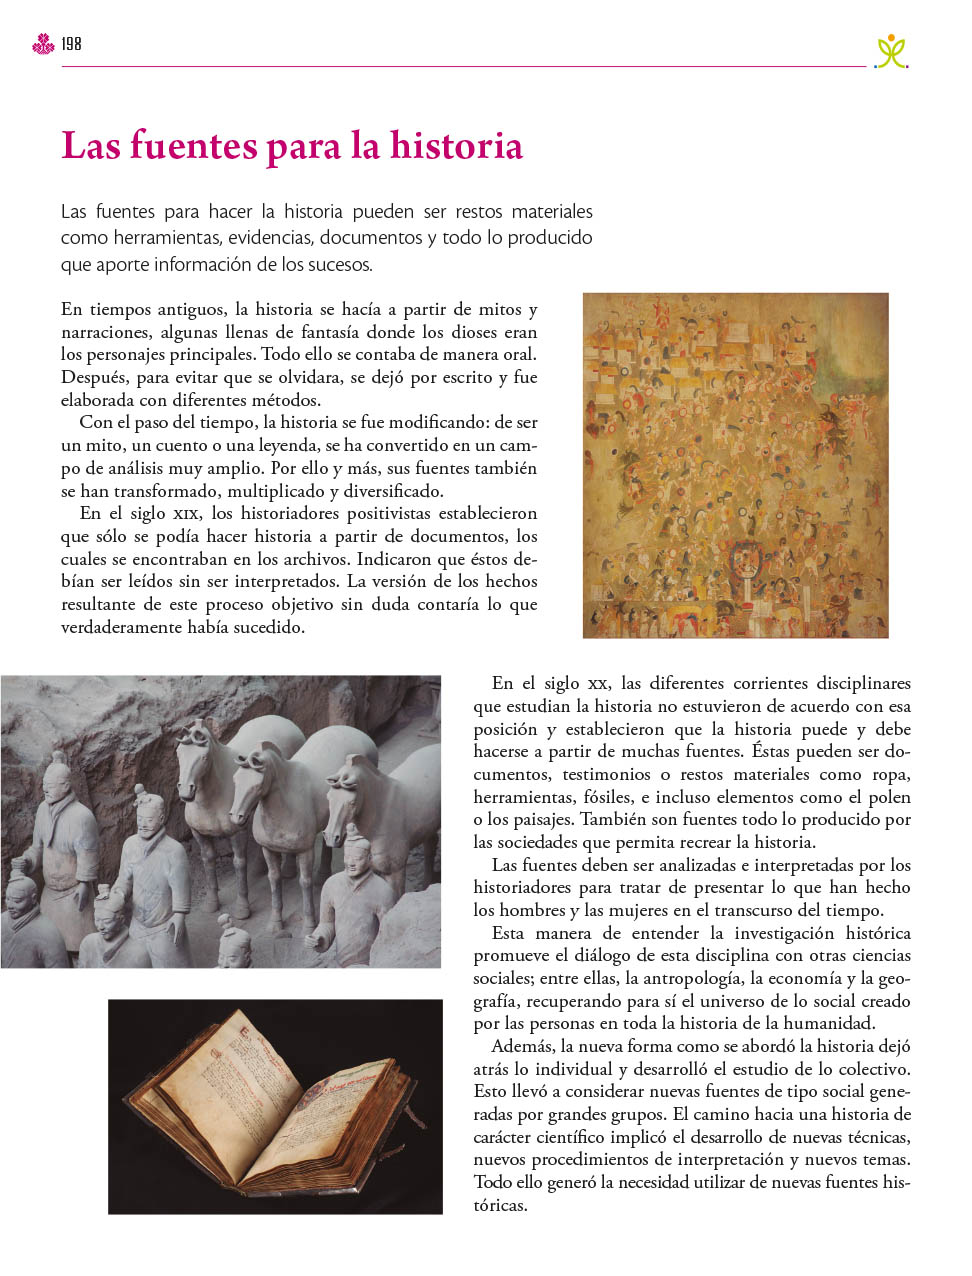 198
Las fuentes para la historia
Las fuentes para hacer la historia pueden ser restos materiales
como herramientas, evidencias, documentos y todo lo producido
que aporte información de los sucesos.
En tiempos antiguos, la historia se hacía a partir de mitos y
narraciones, algunas llenas de fantasía donde los dioses eran
los personajes principales. Todo ello se contaba de manera oral.
Después, para evitar que se olvidara, se dejó por escrito y fue
elaborada con diferentes métodos.
Con el paso del tiempo, la historia se fue modificando: de ser
un mito, un cuento o una leyenda, se ha convertido en un cam-
po de análisis muy amplio. Por ello y más, sus fuentes también
se han transformado, multiplicado y diversificado.
En el siglo XIX, los historiadores positivistas establecieron
que sólo se podía hacer historia a partir de documentos, los
cuales se encontraban en los archivos. Indicaron que éstos de-
bían ser leídos sin ser interpretados. La versión de los hechos
resultante de este proceso objetivo sin duda contaría lo que
verdaderamente había sucedido.
En el siglo XX, las diferentes corrientes disciplinares
que estudian la historia no estuvieron de acuerdo con esa
posición y establecieron que la historia puede y debe
hacerse a partir de muchas fuentes. Éstas pueden ser do-
cumentos, testimonios o restos materiales como ropa,
herramientas, fósiles, e incluso elementos como el polen
o los paisajes. También son fuentes todo lo producido por
las sociedades que permita recrear la historia.
Las fuentes deben ser analizadas e interpretadas por los
historiadores para tratar de presentar lo que han hecho
los hombres y las mujeres en el transcurso del tiempo.
Esta manera de entender la investigación histórica
promueve el diálogo de esta disciplina con otras ciencias
sociales; entre ellas, la antropología, la economía y la geo-
grafía, recuperando para sí el universo de lo social creado
por las personas en toda la historia de la humanidad.
Además, la nueva forma como se abordó la historia dejó
atrás lo individual y desarrolló el estudio de lo colectivo.
Esto llevó a considerar nuevas fuentes de tipo social gene-
radas por grandes grupos. El camino hacia una historia de
carácter científico implicó el desarrollo de nuevas técnicas,
nuevos procedimientos de interpretación y nuevos temas.
Todo ello generó la necesidad utilizar de nuevas fuentes his-
tóricas.